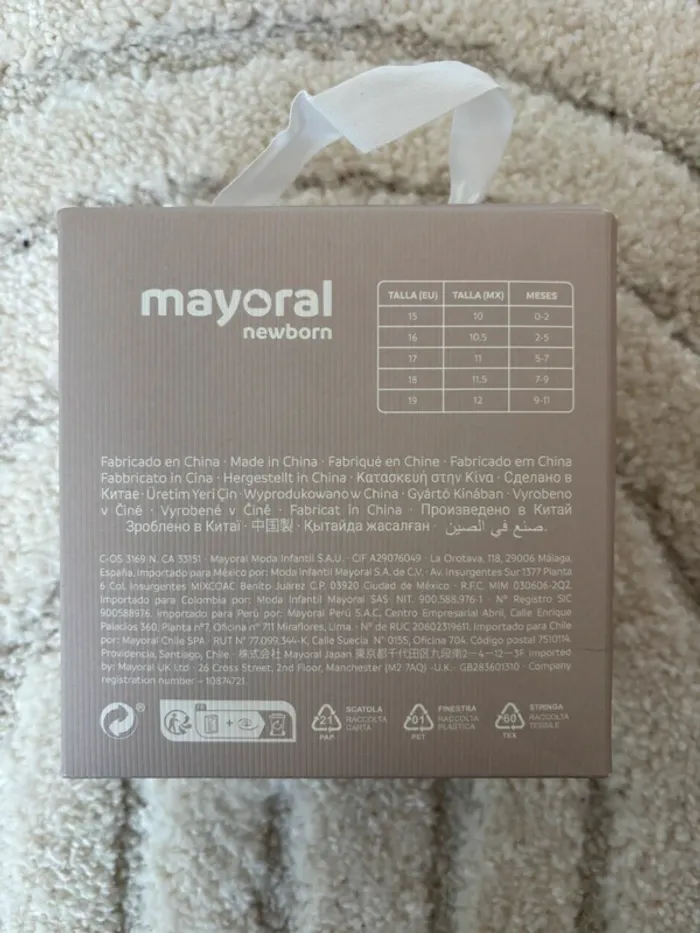 mayoral
newborn
TALLA (EU) TALLA (MX) MESES
15 10 0-2
16 10.5 2-5
17 11 5-7
18 11.5 7-9
19 12 9-11
Fabricado en China · Made in China · Fabriqué en Chine · Fabricado em China
Fabbricato in Cina · Hergestellt in China · Κατασκευή στην Κίνα · Сделано в
Китае · Üretim Yeri Çin · Wyprodukowano w China · Gyártó Kínában · Vyrobeno
v Číně · Vyrobené v Číně · Fabricat in China · Произведено в Китай
Зроблено в Китаї · 中国製 · Қытайда жасалған · صنع في الصين.
C-OS 3169 N. CA 33151 · Mayoral Moda Infantil S.A.U. · CIF A29076049 · La Orotava, 118, 29006 Málaga,
España. Importado para México por: Moda Infantil Mayoral S.A. de C.V. · Av. Insurgentes Sur 1377 Planta
6 Col. Insurgentes MIXCOAC Benito Juárez C.P. 03920 Ciudad de México · R.F.C. MIM 030606-2Q2.
Importado para Colombia por: Moda Infantil Mayoral SAS NIT. 900.588.976-1 · Nº Registro SIC
900588976. Importado para Perú por: Mayoral Perú S.A.C. Centro Empresarial Abril, Calle Enrique
Palacios 360, Planta nº7, Oficina nº 711 Miraflores, Lima · Nº de RUC 20602319611. Importado para Chile
por: Mayoral Chile SPA · RUT Nº 77.099.344-K, Calle Suecia Nº 0155, Oficina 704. Código postal 7510114.
Providencia, Santiago, Chile · 株式会社 Mayoral Japan 東京都千代田区九段南2-4-12-3F Imported
by: Mayoral UK Ltd · 26 Cross Street, 2nd Floor, Manchester (M2 7AQ) -U.K.- GB283601310 · Company
registration number - 10874721.
® FR +
21 PAP SCATOLA RACCOLTA CARTA
01 PET FINESTRA RACCOLTA PLASTICA
60 TEX STRINGA RACCOLTA TESSILE